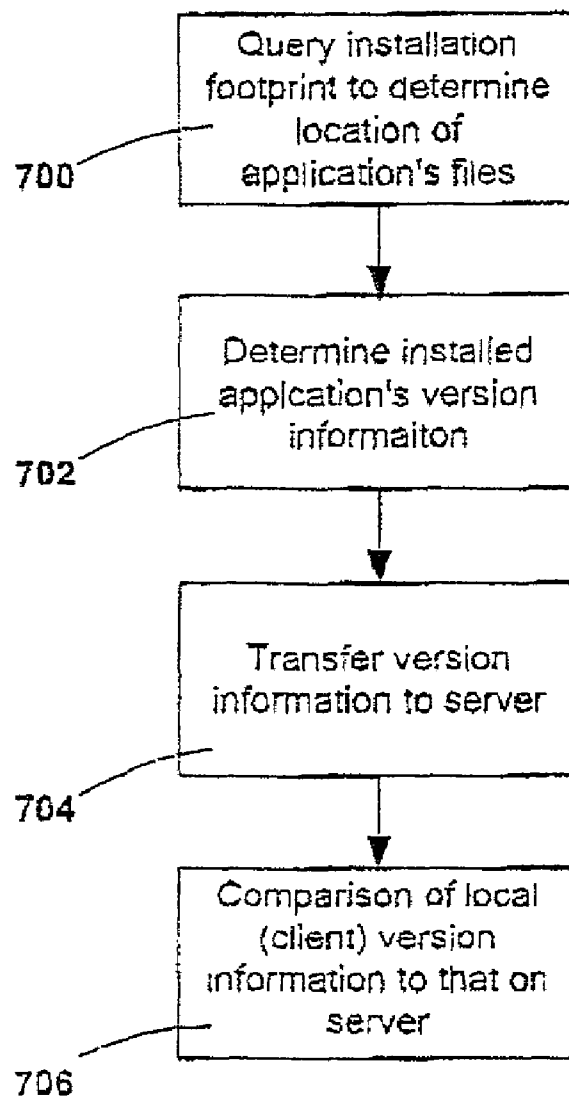 Query installation
footprint to determine
location of
application's files
700
Determine installed
applcation's version
informaiton
702
Transfer version
information to server
704
Comparison of local
(client) version
information to that on
server
706